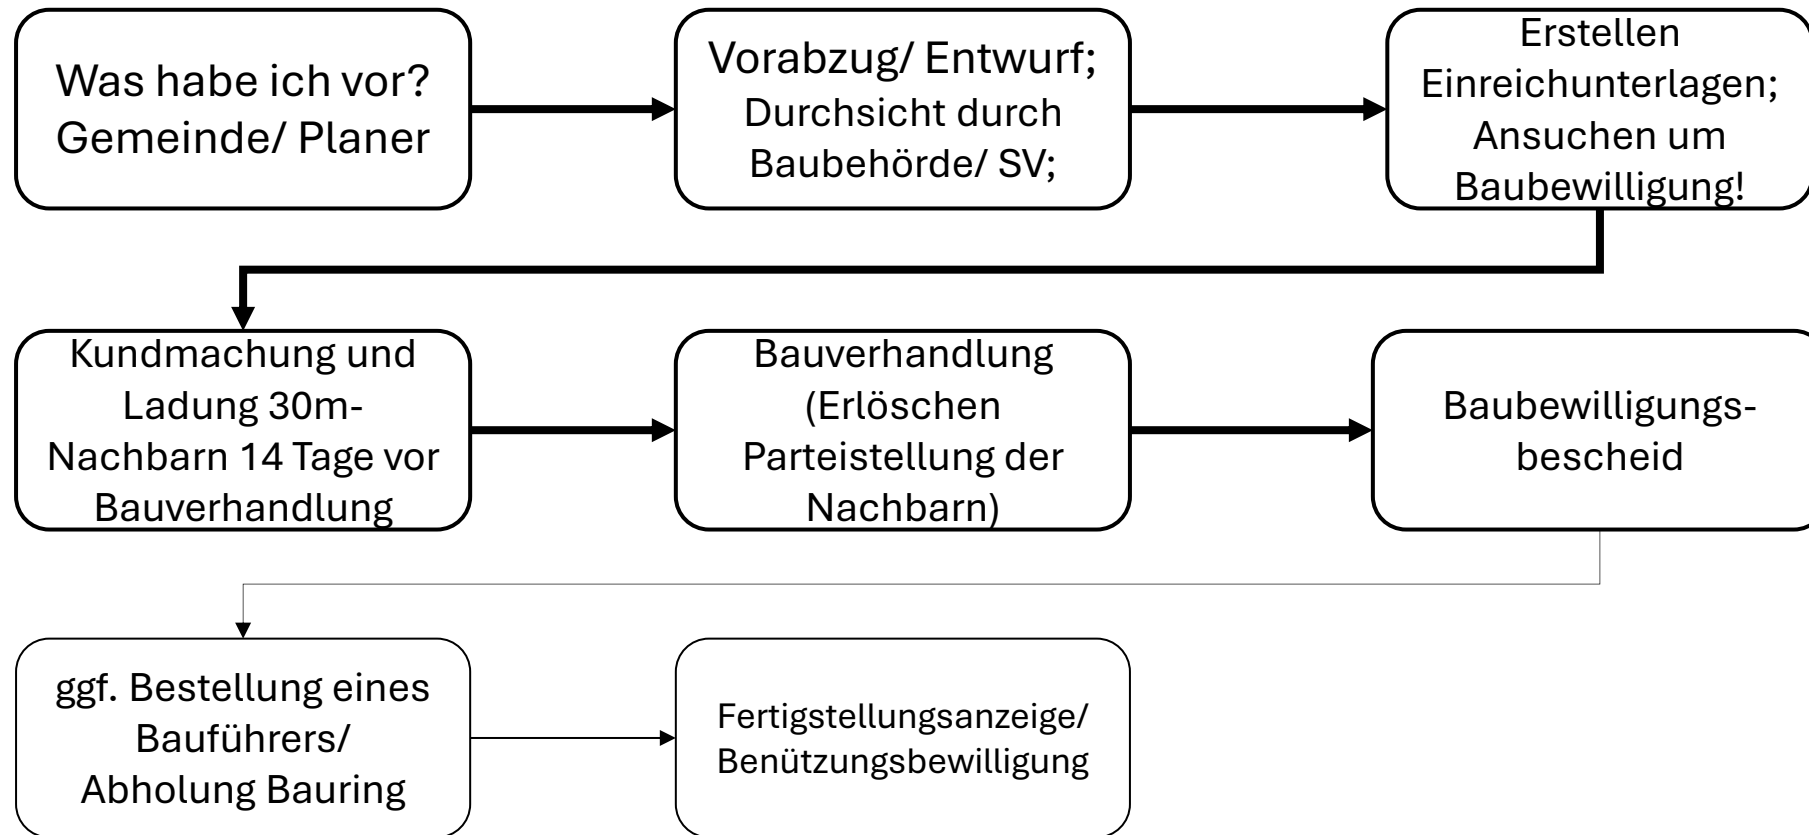 Was habe ich vor?
Gemeinde/ Planer
Vorabzug/ Entwurf;
Durchsicht durch
Baubehörde/ SV;
Erstellen
Einreichunterlagen;
Ansuchen um
Baubewilligung!
Kundmachung und
Ladung 30m-
Nachbarn 14 Tage vor
Bauverhandlung
Bauverhandlung
(Erlöschen
Parteistellung der
Nachbarn)
Baubewilligungs-
bescheid
ggf. Bestellung eines
Bauführers/
Abholung Bauring
Fertigstellungsanzeige/
Benützungsbewilligung